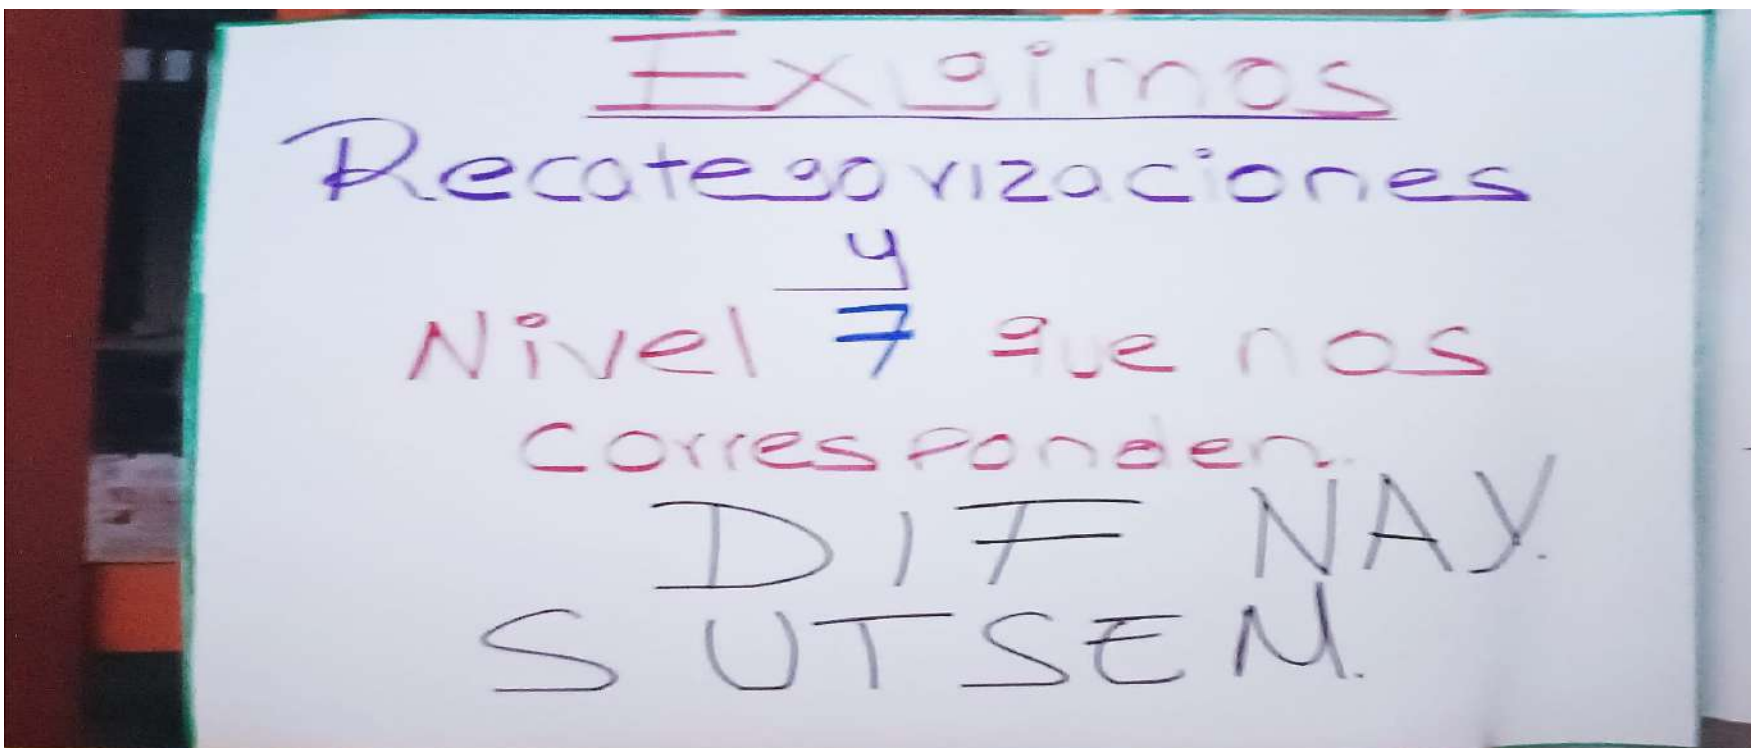 Exigimos
Recategorizaciones
y
Nivel 7 que nos
corresponden.
DIF NAY.
SUTSEM.